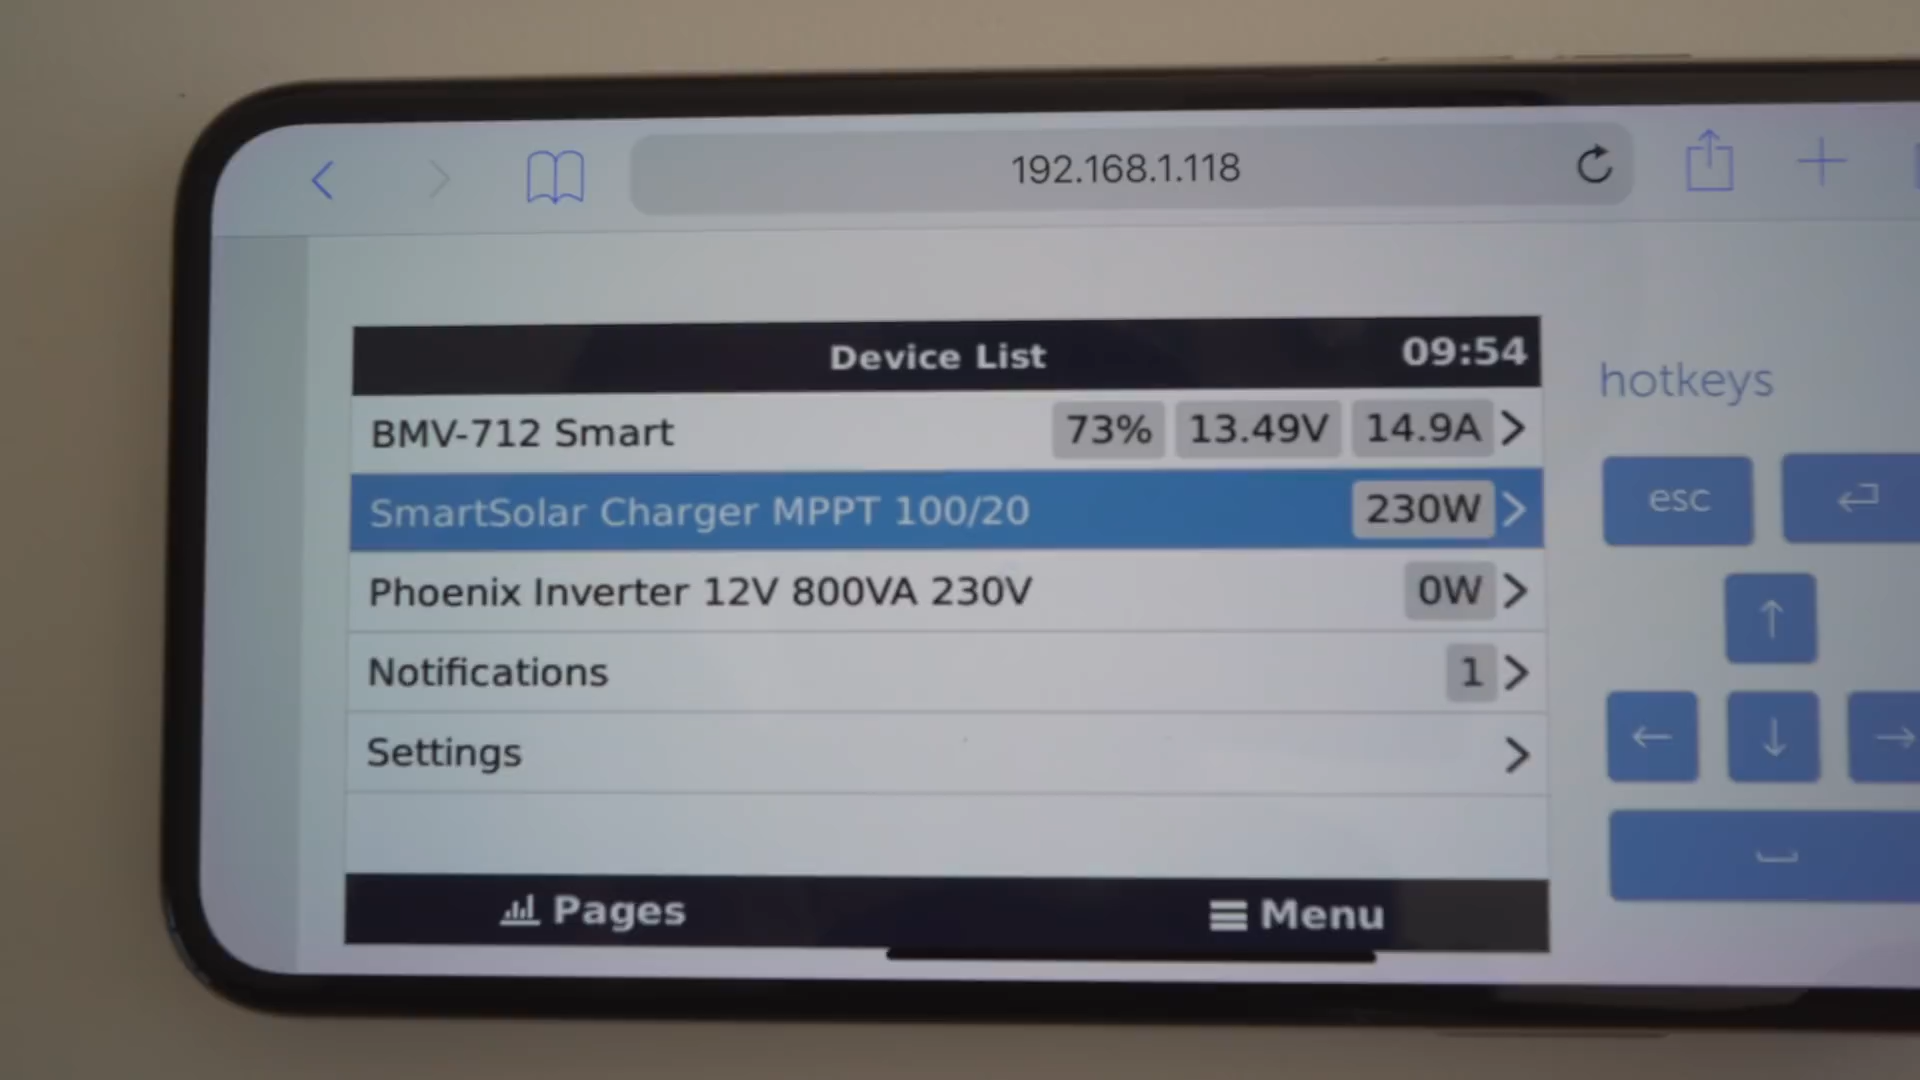 192.168.1.118
Device List 09:54
BMV-712 Smart 73% 13.49V 14.9A
SmartSolar Charger MPPT 100/20 230W
Phoenix Inverter 12V 800VA 230V 0W
Notifications 1
Settings
Pages Menu
hotkeys
esc